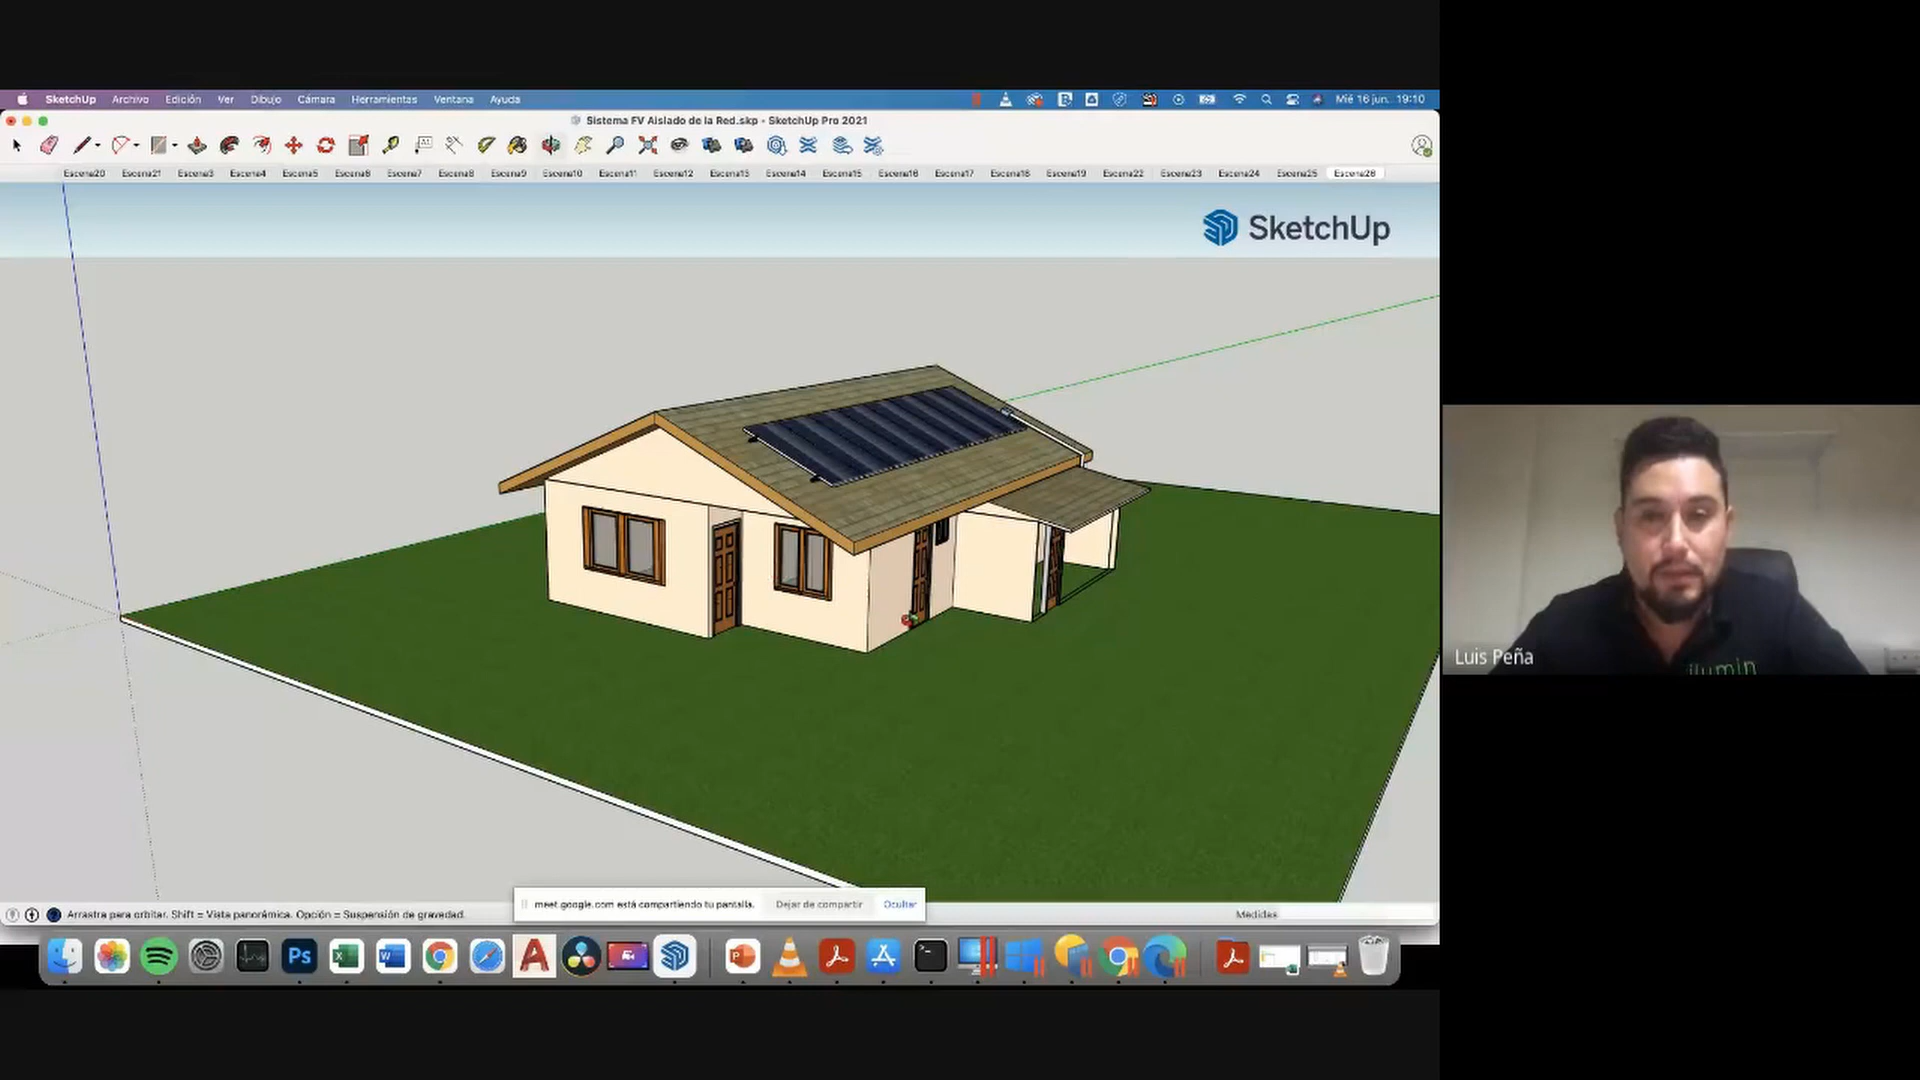 SketchUp Archivo Edición Ver Dibujo Cámara Herramientas Ventana Ayuda Mié 16 jun. 19:10
Sistema FV Aislado de la Red.skp - SketchUp Pro 2021
Escena20 Escena21 Escena3 Escena4 Escena5 Escena6 Escena7 Escena8 Escena9 Escena10 Escena11 Escena12 Escena13 Escena14 Escena15 Escena16 Escena17 Escena18 Escena19 Escena22 Escena23 Escena24 Escena25 Escena26
SketchUp
Luis Peña
ilumin
meet.google.com está compartiendo tu pantalla. Dejar de compartir Ocultar
Arrastra para orbitar. Shift = Vista panorámica. Opción = Suspensión de gravedad. Medidas
Ps